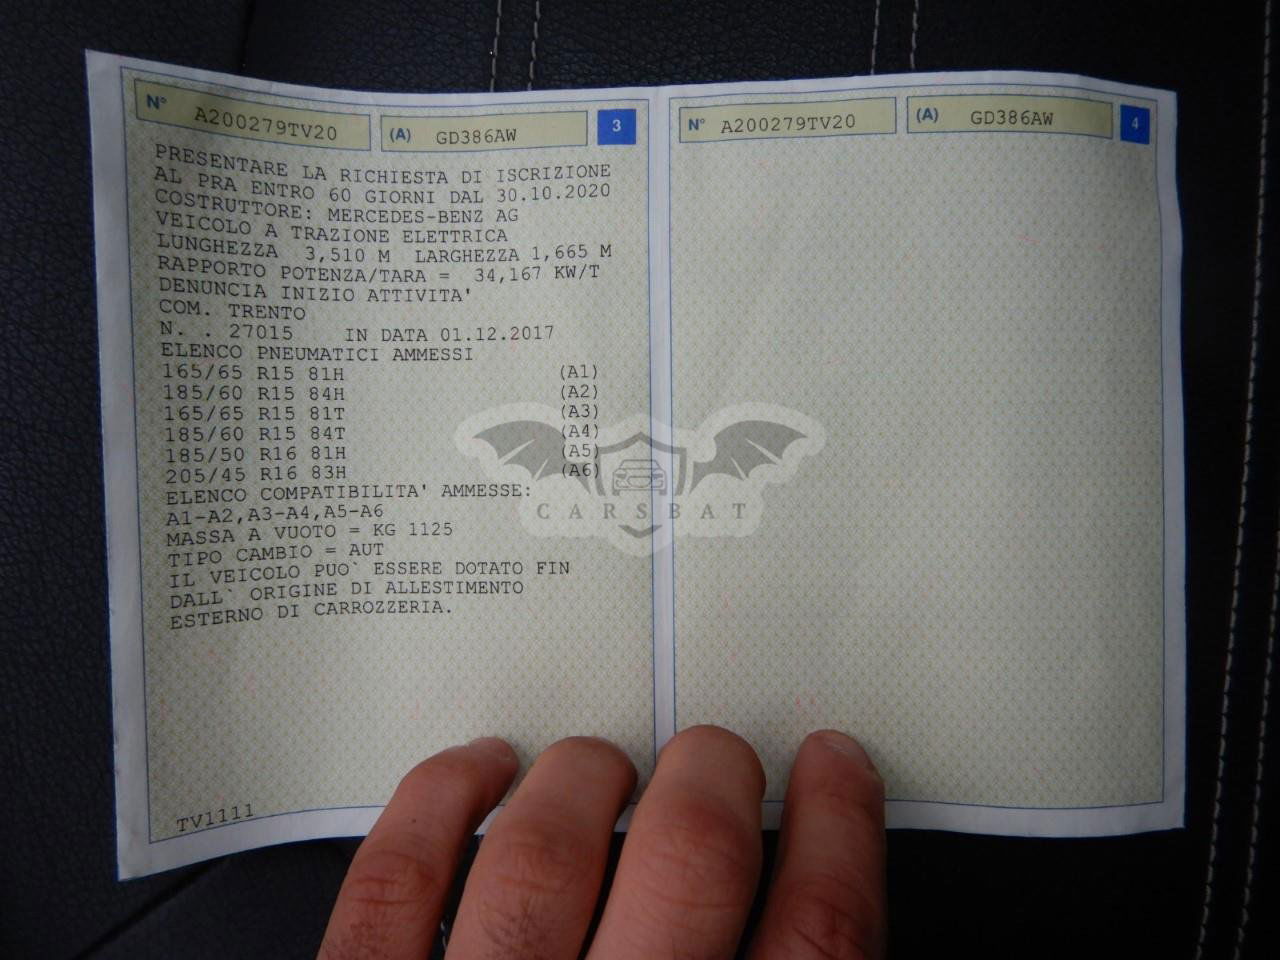 N° A200279TV20 (A) GD386AW 3
PRESENTARE LA RICHIESTA DI ISCRIZIONE
AL PRA ENTRO 60 GIORNI DAL 30.10.2020
COSTRUTTORE: MERCEDES-BENZ AG
VEICOLO A TRAZIONE ELETTRICA
LUNGHEZZA 3,510 M LARGHEZZA 1,665 M
RAPPORTO POTENZA/TARA = 34,167 KW/T
DENUNCIA INIZIO ATTIVITA'
COM. TRENTO
N. . 27015 IN DATA 01.12.2017
ELENCO PNEUMATICI AMMESSI
165/65 R15 81H (A1)
185/60 R15 84H (A2)
165/65 R15 81T (A3)
185/60 R15 84T (A4)
185/50 R16 81H (A5)
205/45 R16 83H (A6)
ELENCO COMPATIBILITA' AMMESSE:
A1-A2,A3-A4,A5-A6
MASSA A VUOTO = KG 1125
TIPO CAMBIO = AUT
IL VEICOLO PUO` ESSERE DOTATO FIN
DALL` ORIGINE DI ALLESTIMENTO
ESTERNO DI CARROZZERIA.
TV1111
N° A200279TV20 (A) GD386AW 4
CARSBAT